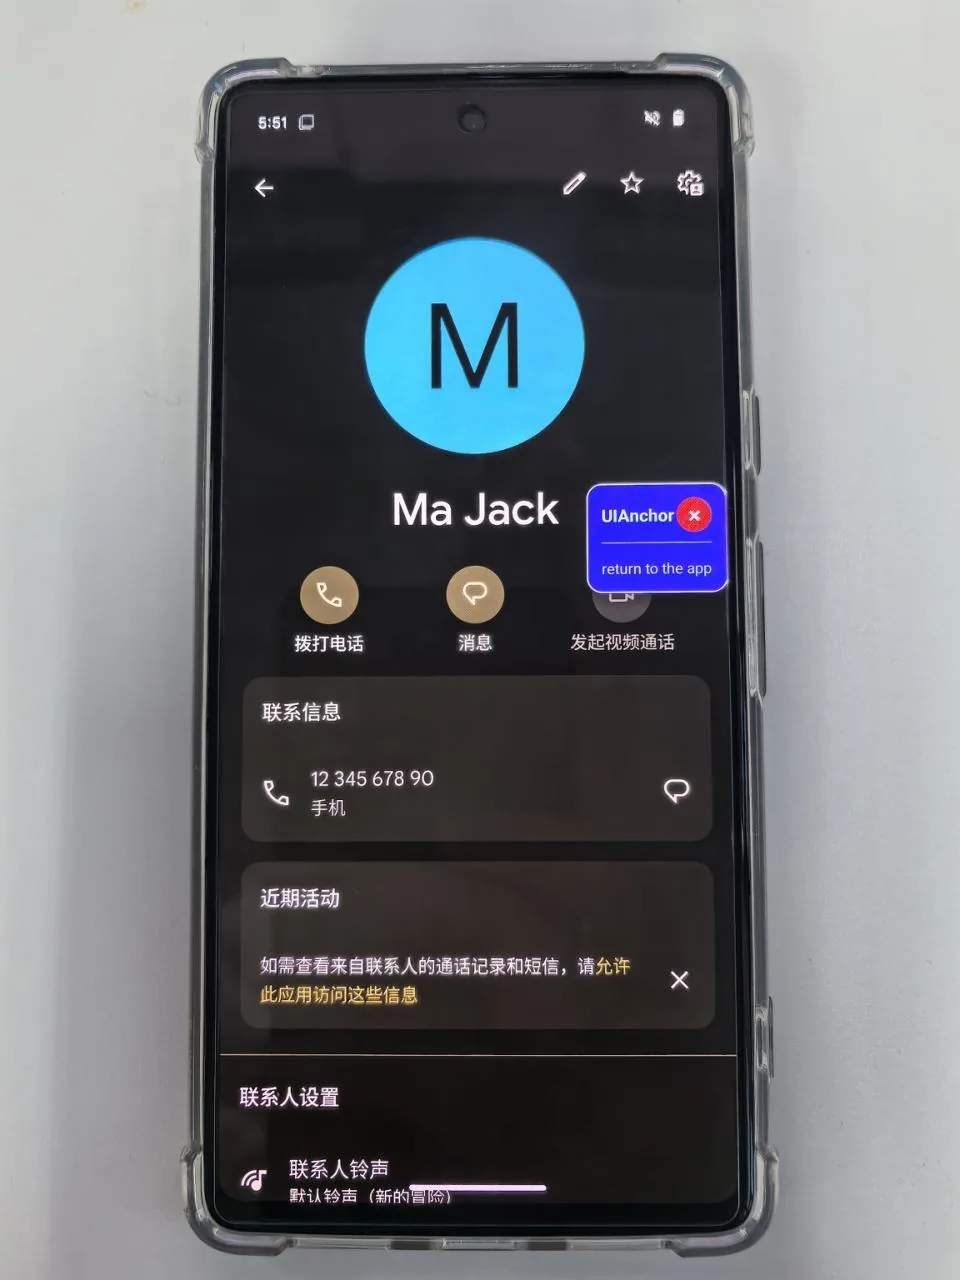 5:51
M
Ma Jack
UIAnchor
return to the app
拨打电话
消息
发起视频通话
联系信息
12 345 678 90
手机
近期活动
如需查看来自联系人的通话记录和短信，请允许
此应用访问这些信息
联系人设置
联系人铃声
默认铃声（新的冒险）